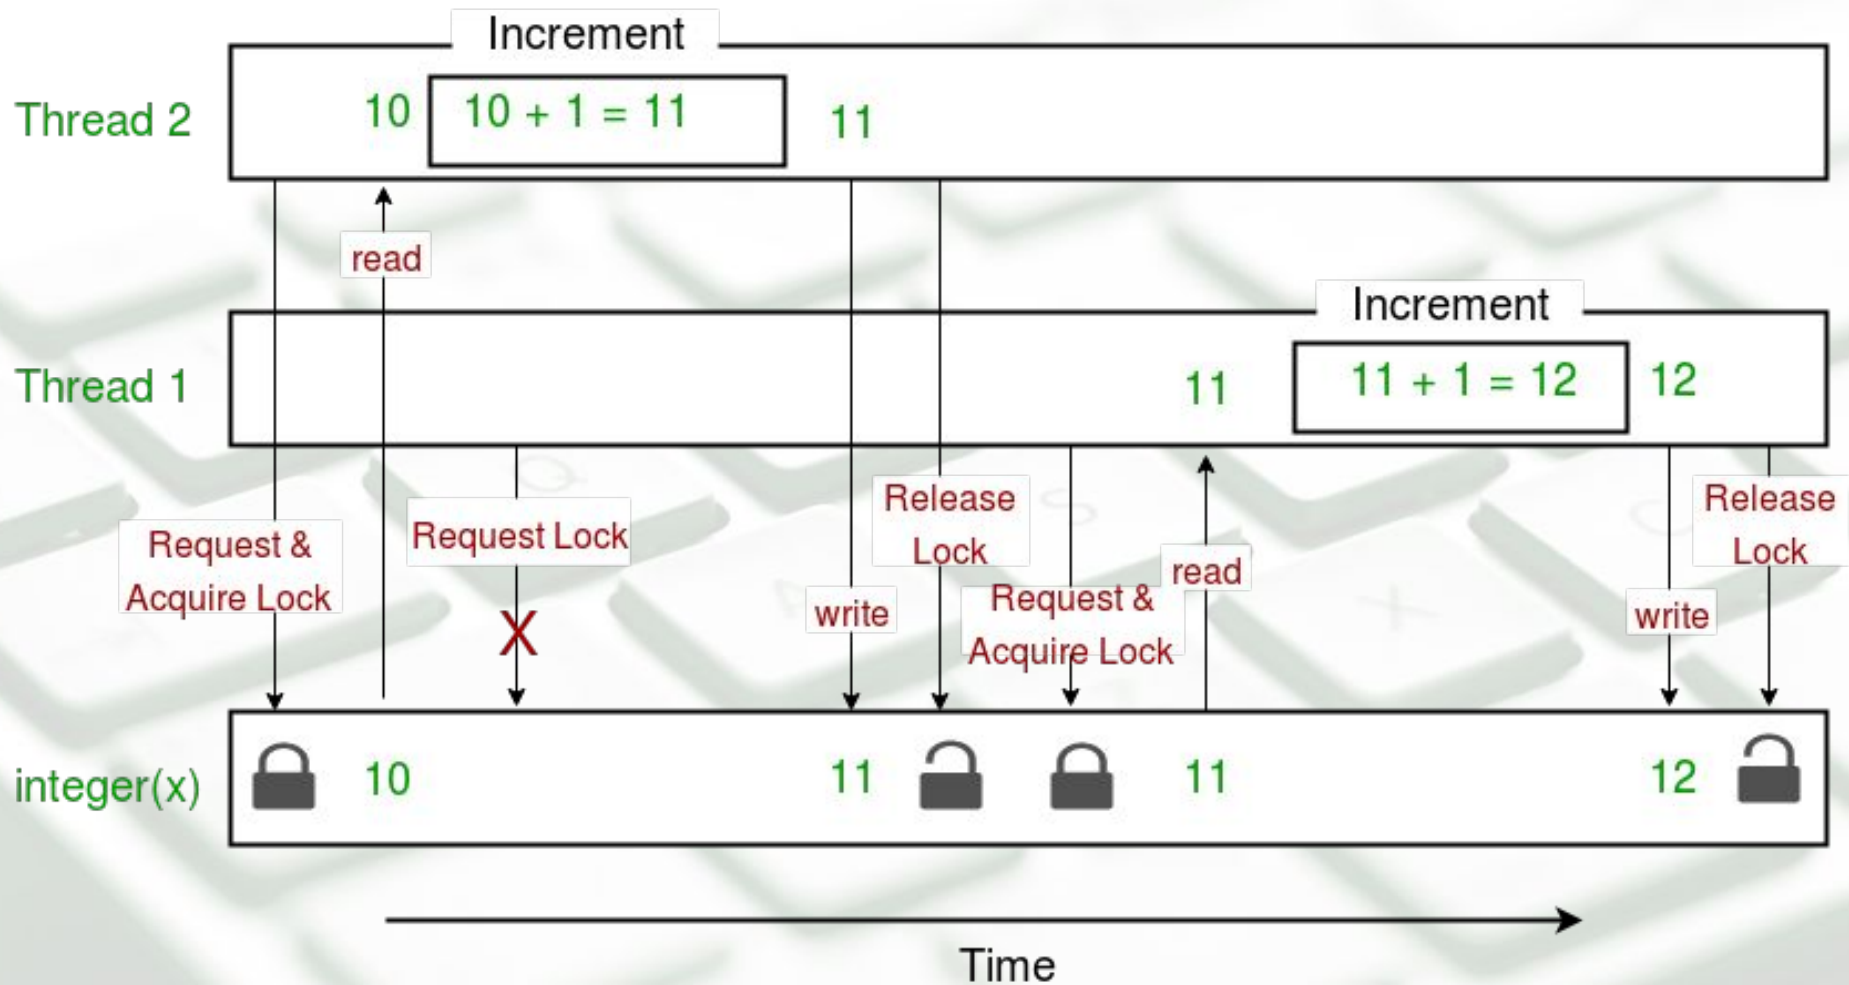 Increment
Thread 2
10
10 + 1 = 11
11
read
Increment
Thread 1
11
11 + 1 = 12
12
Request &
Acquire Lock
Request Lock
X
write
Release
Lock
Request &
Acquire Lock
read
write
Release
Lock
integer(x)
10
11
11
12
Time